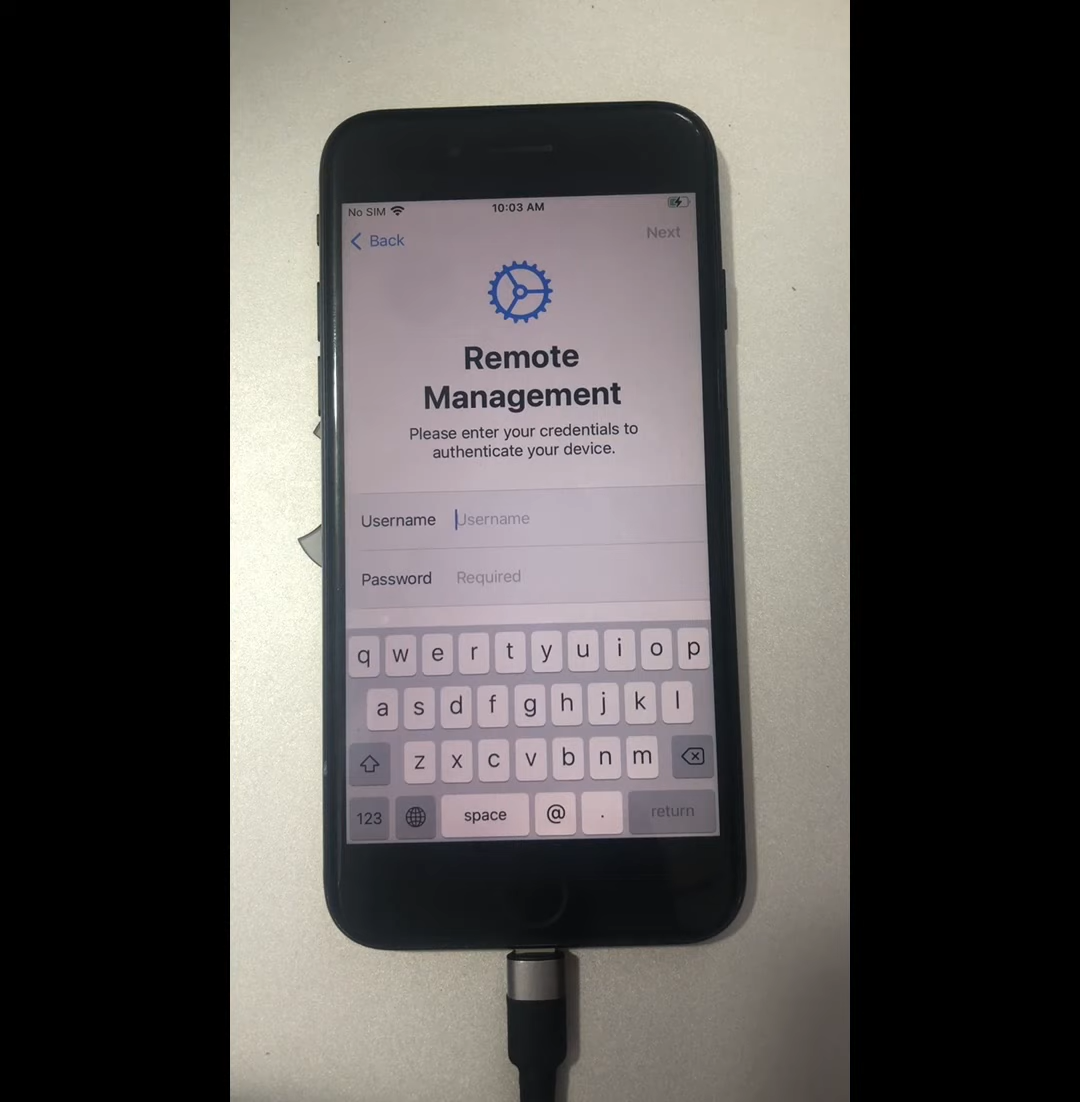 No SIM 10:03 AM
Back Next
Remote
Management
Please enter your credentials to
authenticate your device.
Username Username
Password Required
q w e r t y u i o p
a s d f g h j k l
z x c v b n m
123 space @ . return